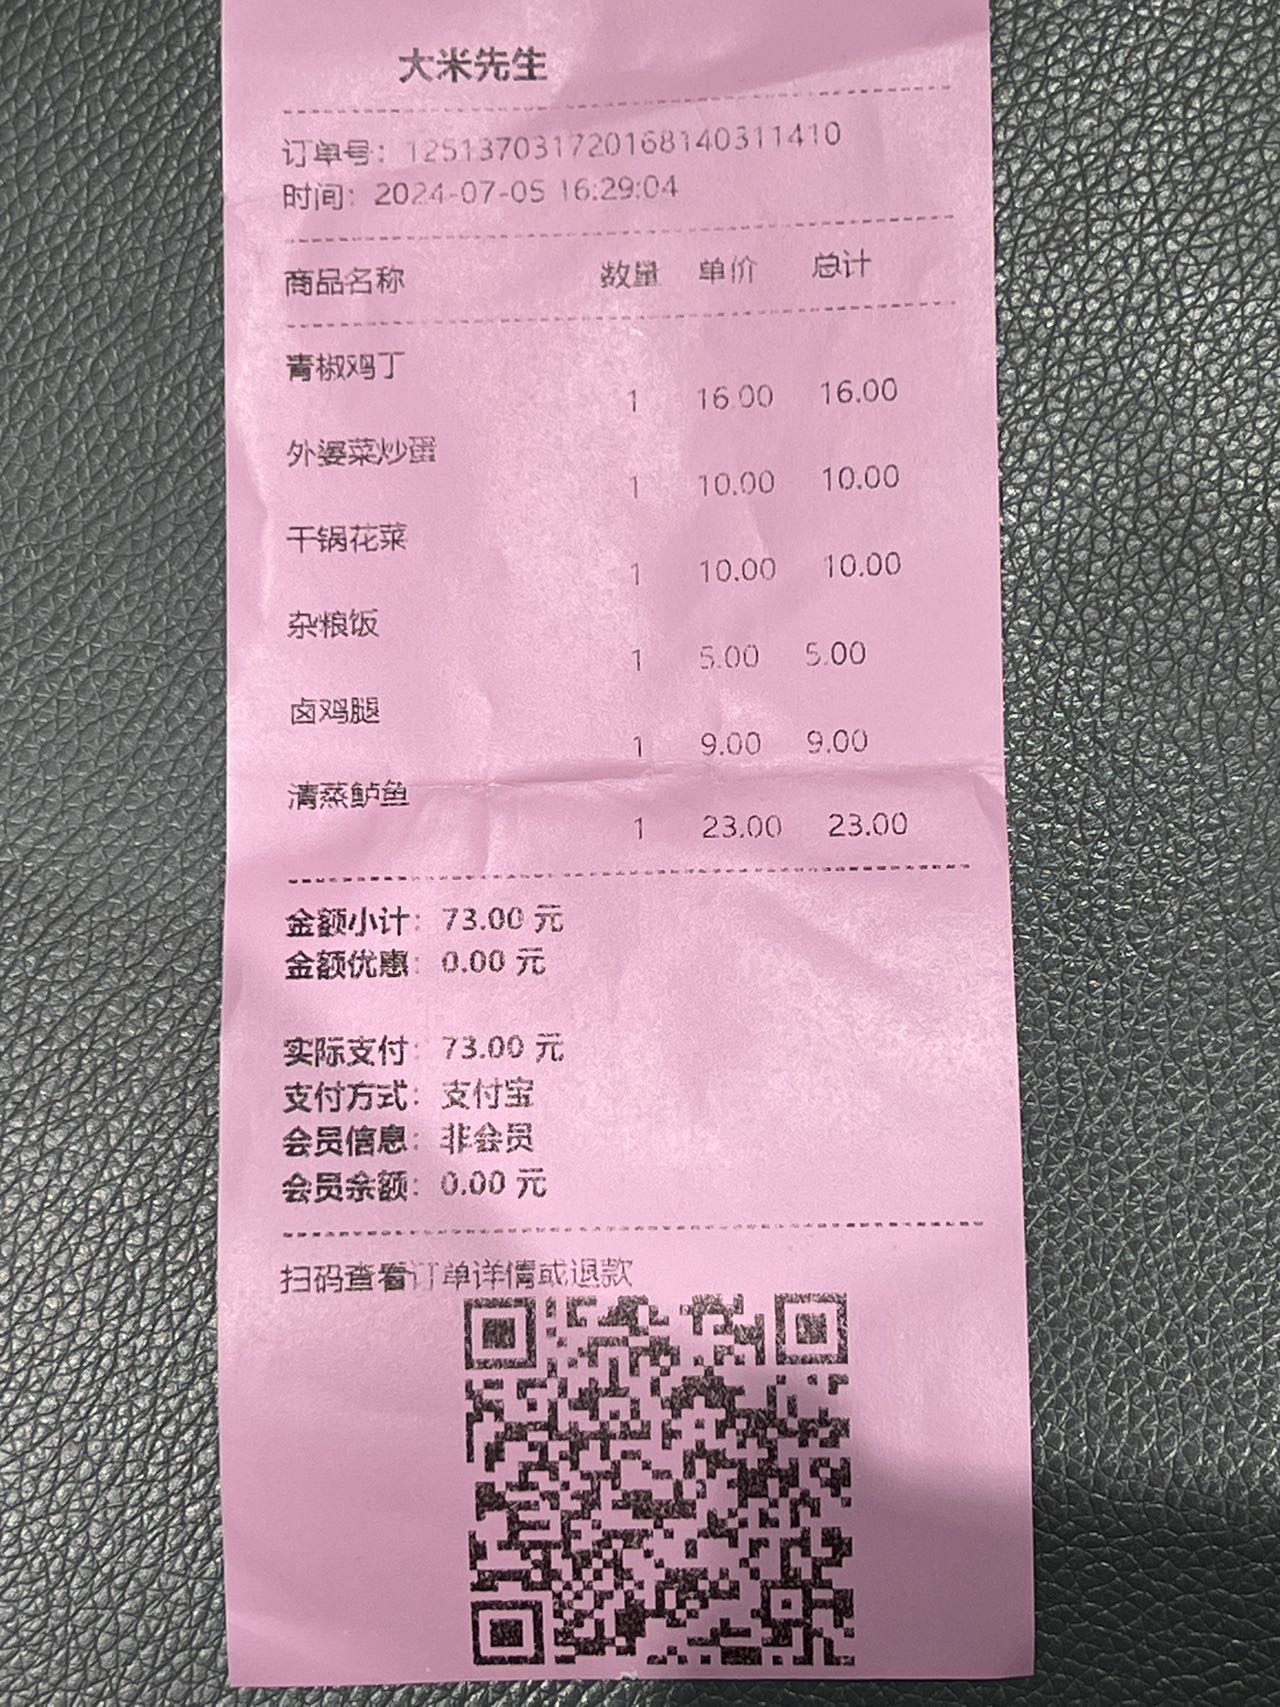 大米先生
订单号：1251370317201681403​11410
时间：2024-07-05 16:29:04
商品名称 数量 单价 总计
青椒鸡丁
1 16.00 16.00
外婆菜炒蛋
1 10.00 10.00
干锅花菜
1 10.00 10.00
杂粮饭
1 5.00 5.00
卤鸡腿
1 9.00 9.00
清蒸鲈鱼
1 23.00 23.00
金额小计：73.00 元
金额优惠：0.00 元
实际支付：73.00 元
支付方式：支付宝
会员信息：非会员
会员余额：0.00 元
扫码查看订单详情或退款